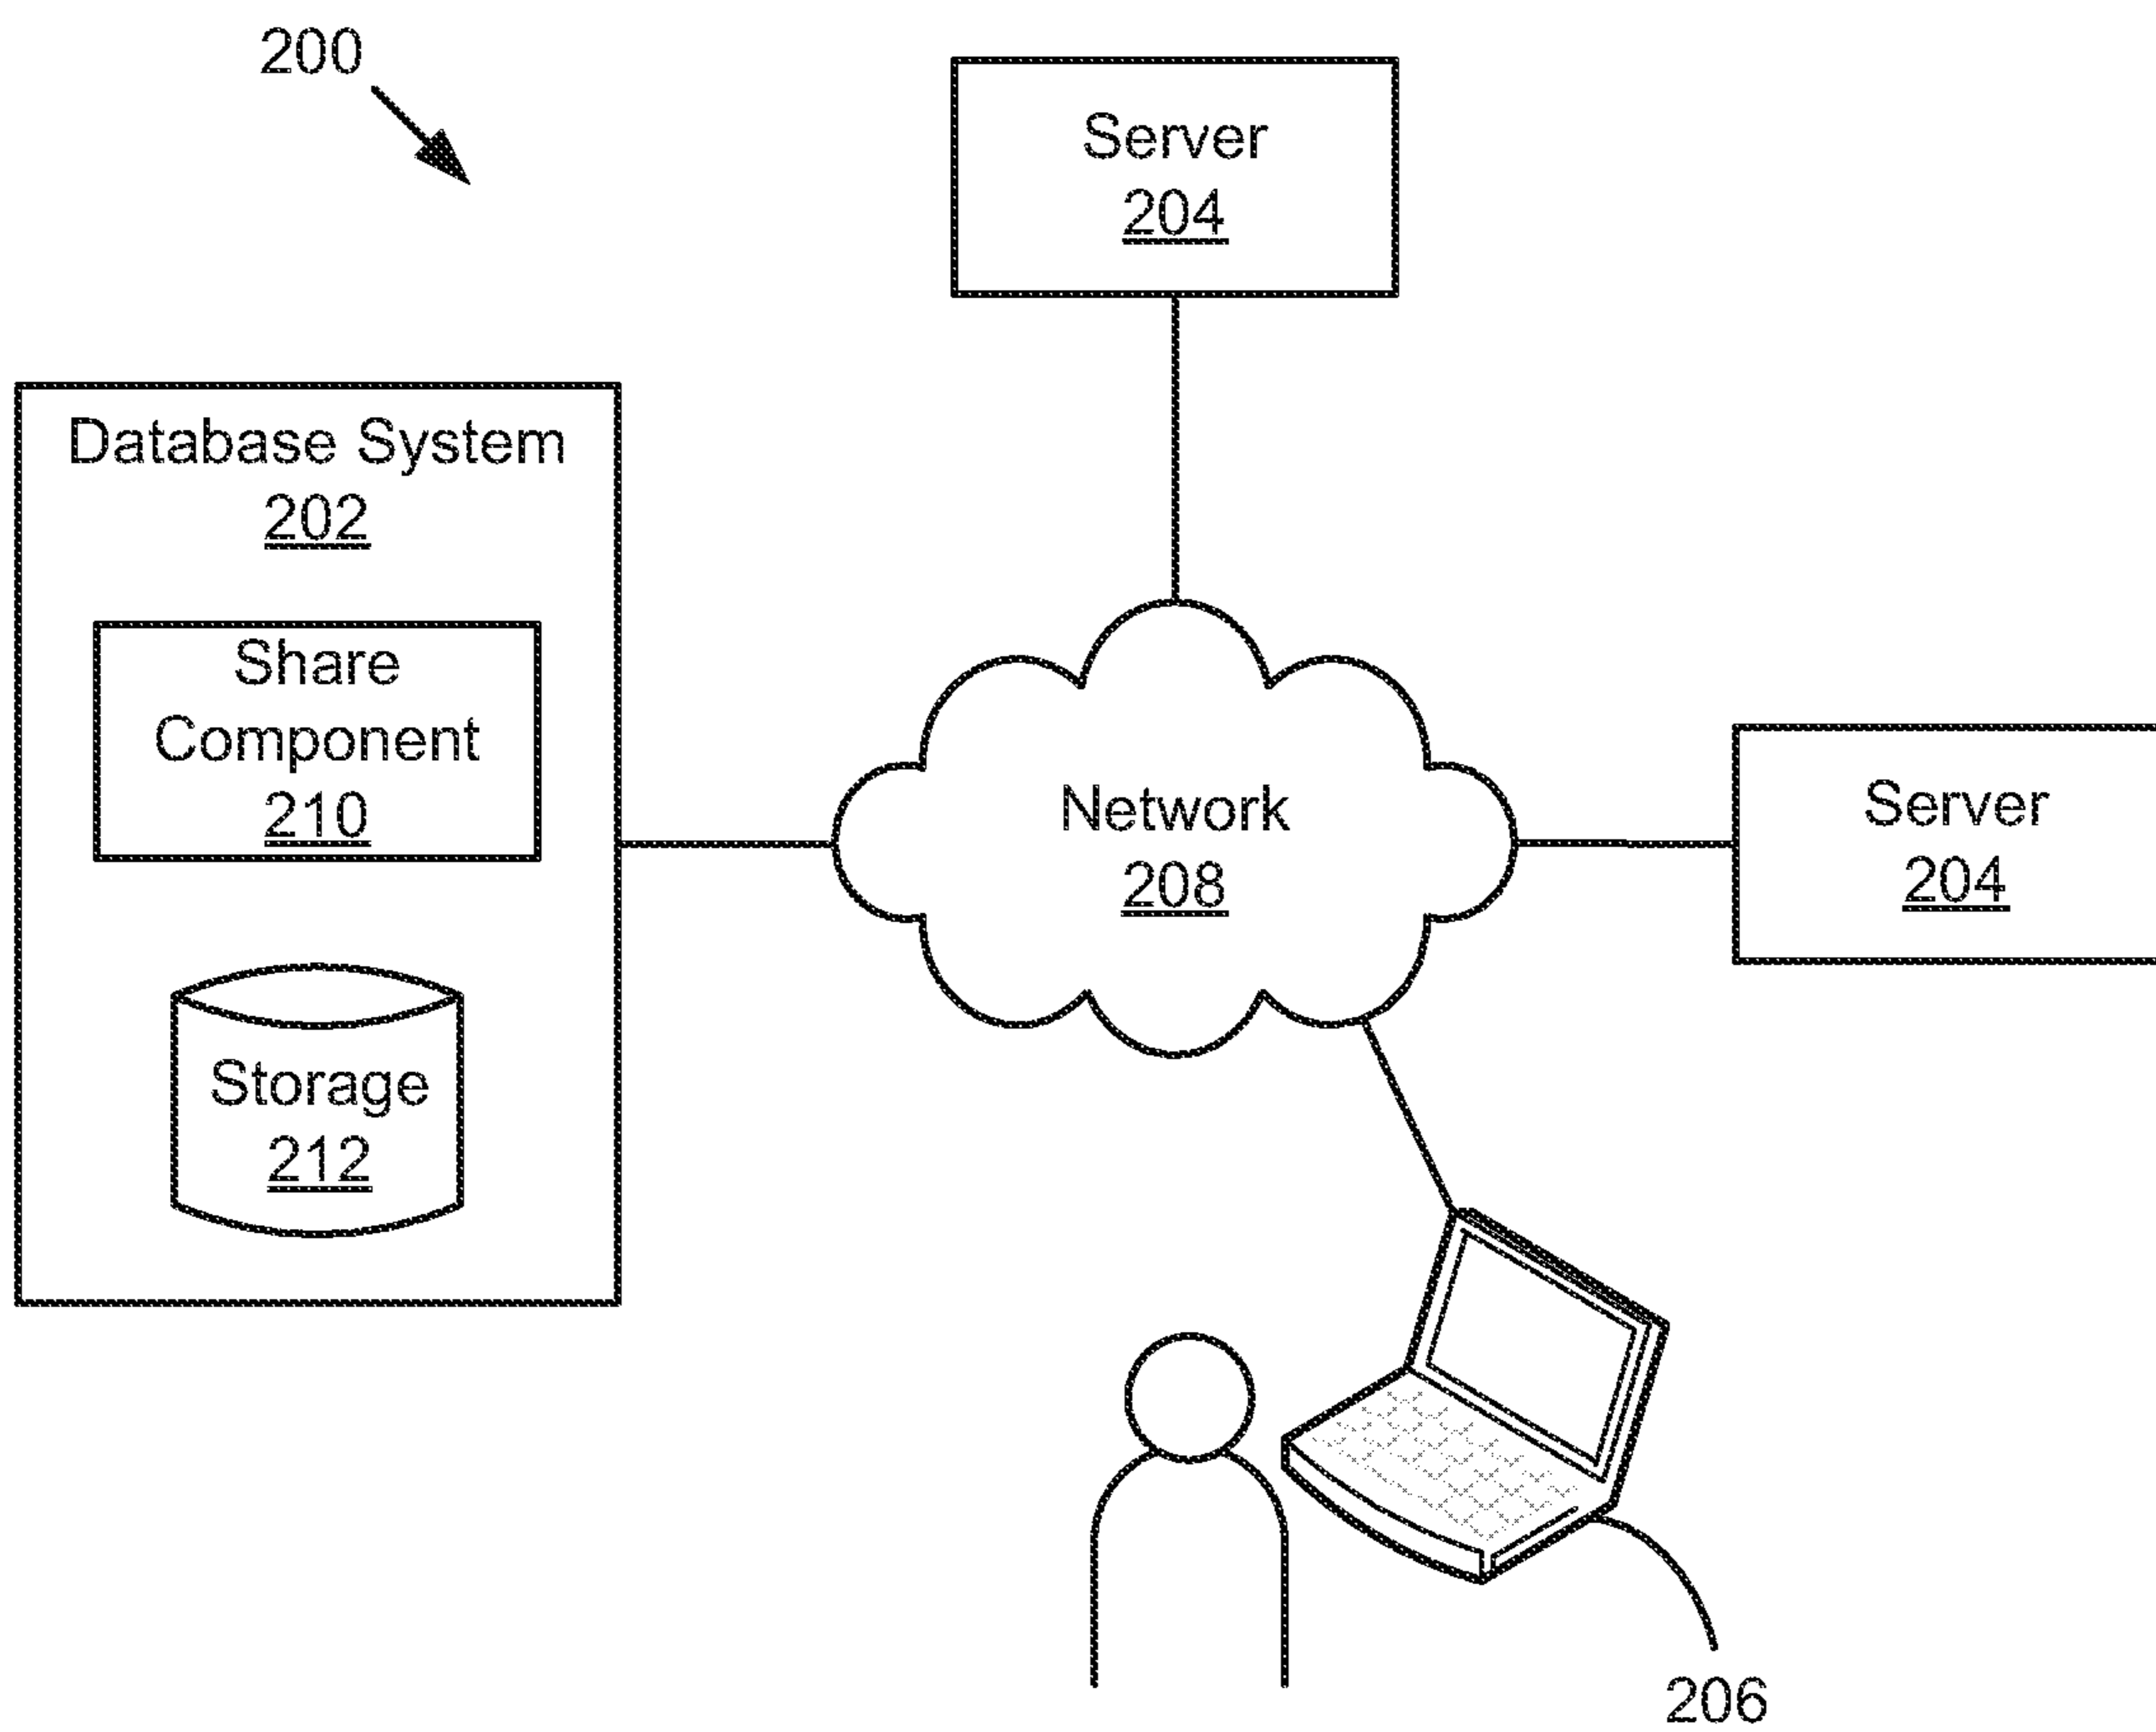 200
Server
204
Database System
202
Share
Component
210
Storage
212
Network
208
Server
204
206